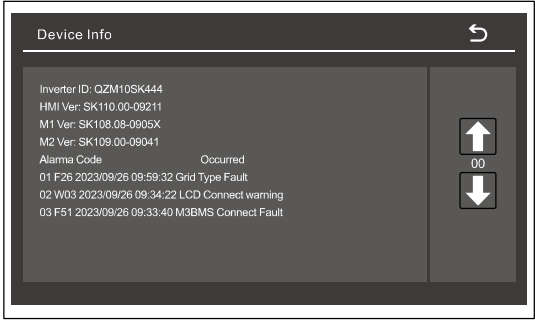 Device Info
Inverter ID: QZM10SK444
HMI Ver: SK110.00-09211
M1 Ver: SK108.08-0905X
M2 Ver: SK109.00-09041
Alarma Code Occurred
01 F26 2023/09/26 09:59:32 Grid Type Fault
02 W03 2023/09/26 09:34:22 LCD Connect warning
03 F51 2023/09/26 09:33:40 M3BMS Connect Fault
00